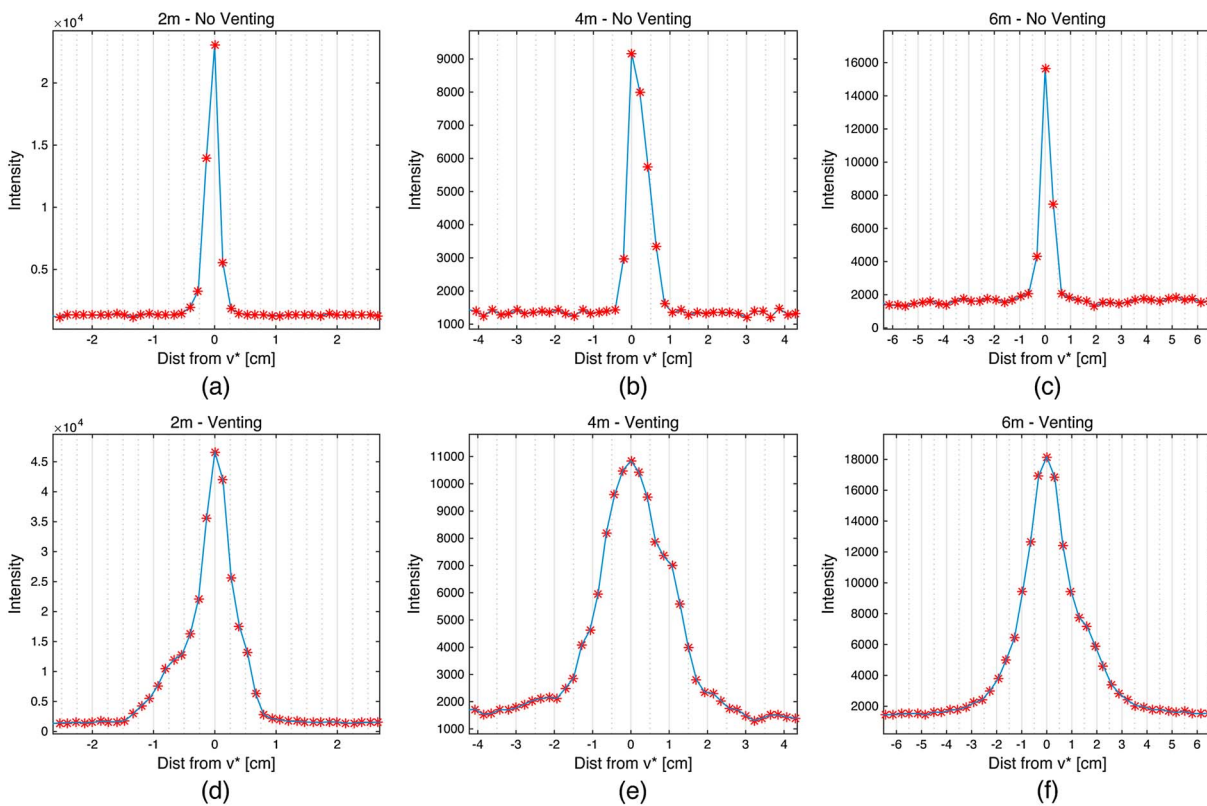 2m - No Venting
×10⁴
2
1.5
1
0.5
Intensity
-2 -1 0 1 2
Dist from v* [cm]
(a)
4m - No Venting
9000
8000
7000
6000
5000
4000
3000
2000
1000
Intensity
-4 -3 -2 -1 0 1 2 3 4
Dist from v* [cm]
(b)
6m - No Venting
16000
14000
12000
10000
8000
6000
4000
2000
0
Intensity
-6 -5 -4 -3 -2 -1 0 1 2 3 4 5 6
Dist from v* [cm]
(c)
2m - Venting
×10⁴
4.5
4
3.5
3
2.5
2
1.5
1
0.5
0
Intensity
-2 -1 0 1 2
Dist from v* [cm]
(d)
4m - Venting
11000
10000
9000
8000
7000
6000
5000
4000
3000
2000
1000
Intensity
-4 -3 -2 -1 0 1 2 3 4
Dist from v* [cm]
(e)
6m - Venting
18000
16000
14000
12000
10000
8000
6000
4000
2000
Intensity
-6 -5 -4 -3 -2 -1 0 1 2 3 4 5 6
Dist from v* [cm]
(f)